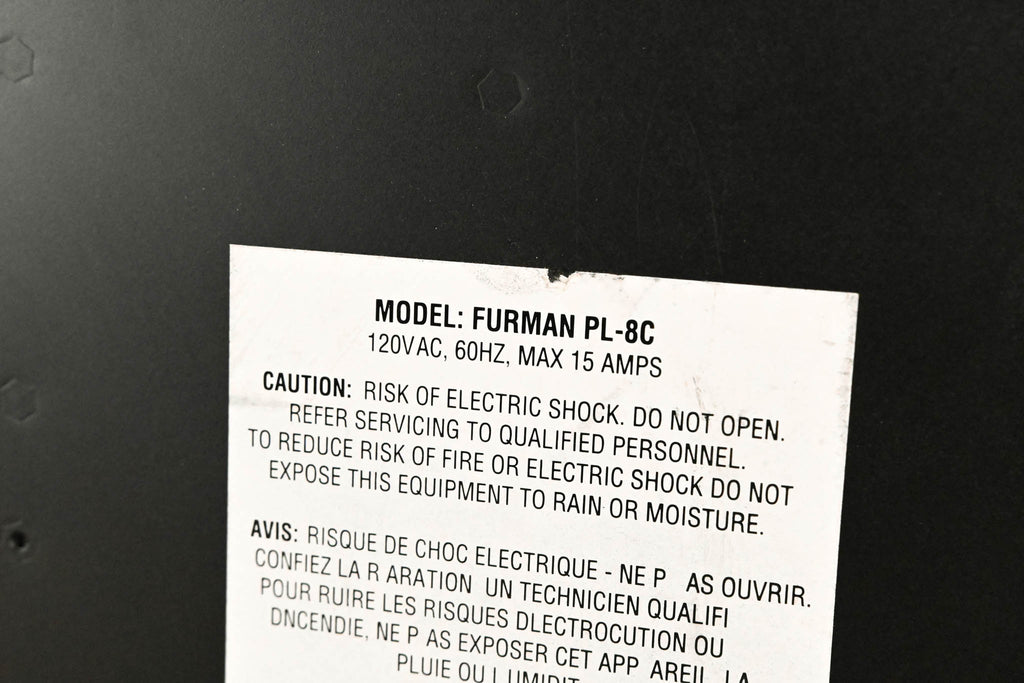 MODEL: FURMAN PL-8C
120VAC, 60HZ, MAX 15 AMPS
CAUTION: RISK OF ELECTRIC SHOCK. DO NOT OPEN.
REFER SERVICING TO QUALIFIED PERSONNEL.
TO REDUCE RISK OF FIRE OR ELECTRIC SHOCK DO NOT
EXPOSE THIS EQUIPMENT TO RAIN OR MOISTURE.
AVIS: RISQUE DE CHOC ELECTRIQUE - NE P AS OUVRIR.
CONFIEZ LA R ARATION UN TECHNICIEN QUALIFI
POUR RUIRE LES RISQUES DLECTROCUTION OU
DNCENDIE, NE P AS EXPOSER CET APP AREIL LA
PLUIE OU L UMIDIT